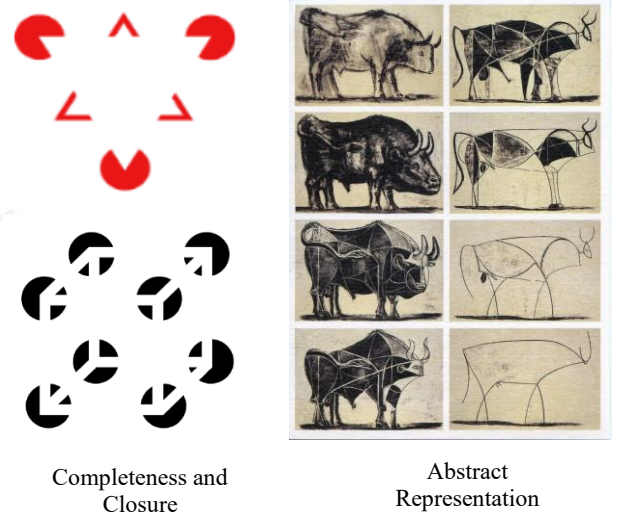 Completeness and
Closure
Abstract
Representation